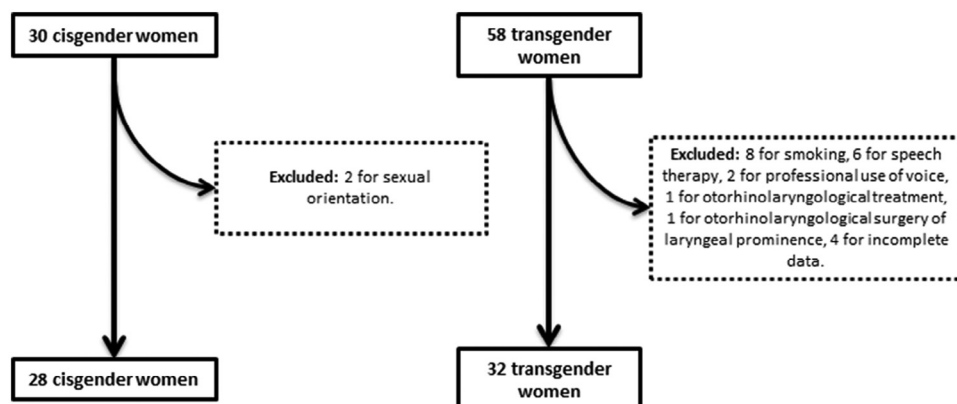 30 cisgender women
58 transgender
women
Excluded: 2 for sexual
orientation.
Excluded: 8 for smoking, 6 for speech
therapy, 2 for professional use of voice,
1 for otorhinolaryngological treatment,
1 for otorhinolaryngological surgery of
laryngeal prominence, 4 for incomplete
data.
28 cisgender women
32 transgender
women